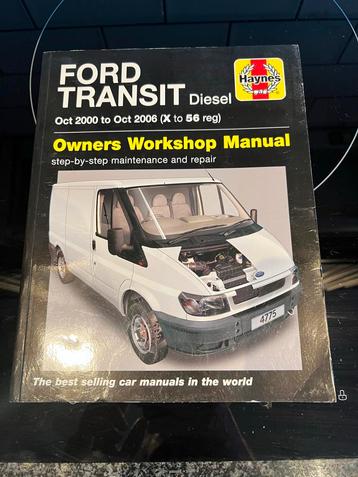 FORD
TRANSIT Diesel
Haynes
Oct 2000 to Oct 2006 (X to 56 reg)
Owners Workshop Manual
step-by-step maintenance and repair
4775
The best selling car manuals in the world